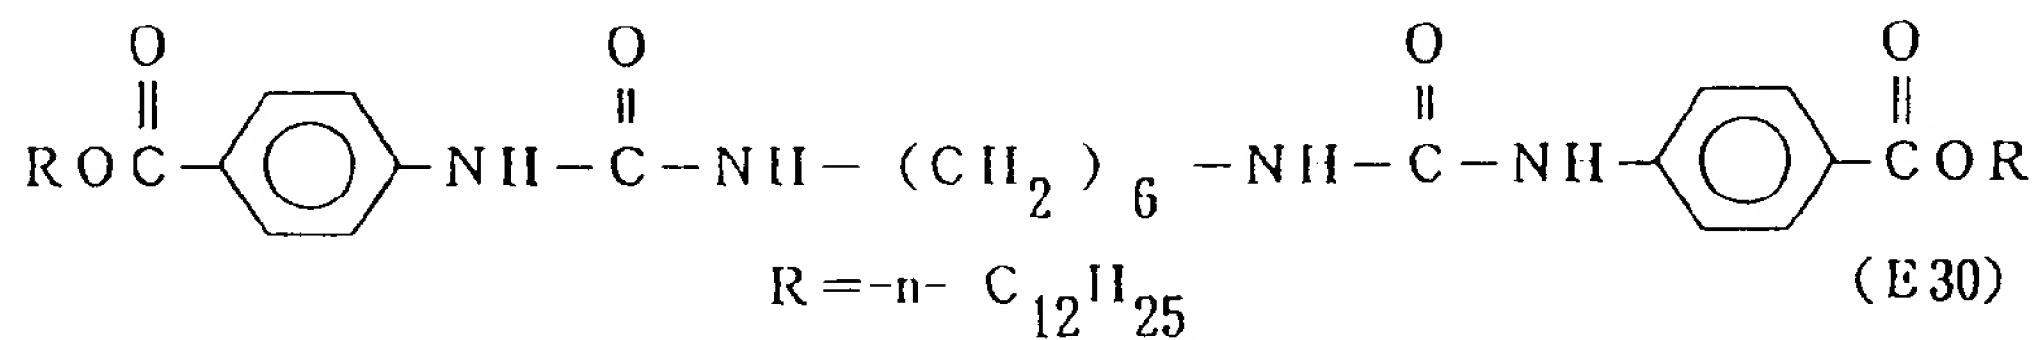 O O O O
ROC NH-C-NH-(CH2)6-NH-C-NH COR
R=-n- C12H25 (E30)